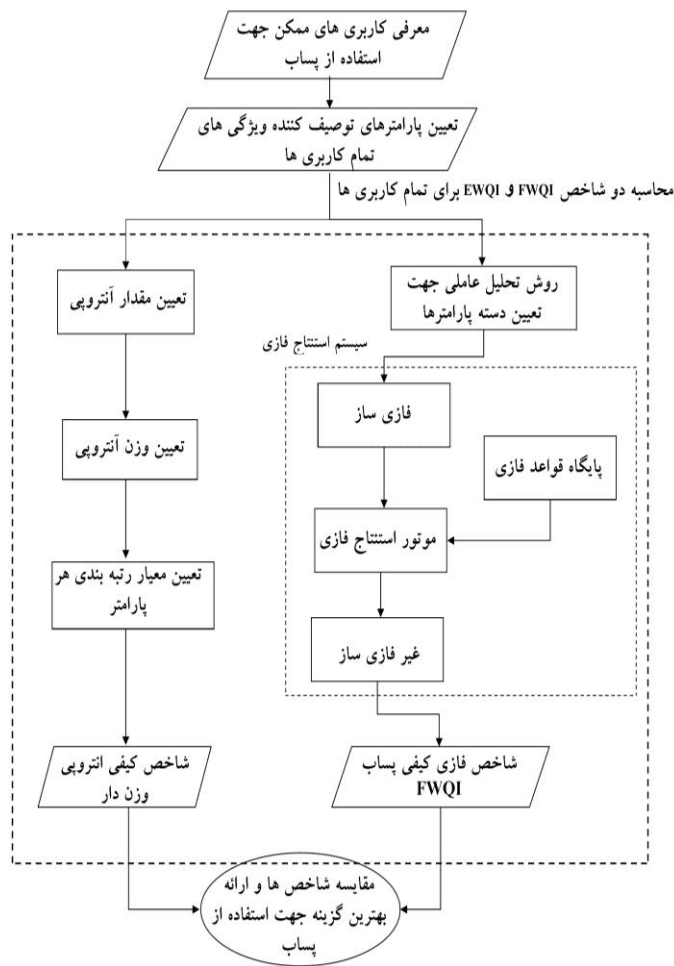 معرفی کاربری های ممکن جهت
استفاده از پساب
تعیین پارامترهای توصیف کننده ویژگی های
تمام کاربری ها
محاسبه دو شاخص FWQI و EWQI برای تمام کاربری ها
روش تحلیل عاملی جهت
تعیین دسته پارامترها
تعیین مقدار آنتروپی
سیستم استنتاج فازی
فازی ساز
تعیین وزن آنتروپی
پایگاه قواعد فازی
موتور استنتاج فازی
تعیین معیار رتبه بندی هر
پارامتر
غیر فازی ساز
شاخص فازی کیفی پساب
FWQI
شاخص کیفی انتروپی
وزن دار
مقایسه شاخص ها و ارائه
بهترین گزینه جهت استفاده از
پساب